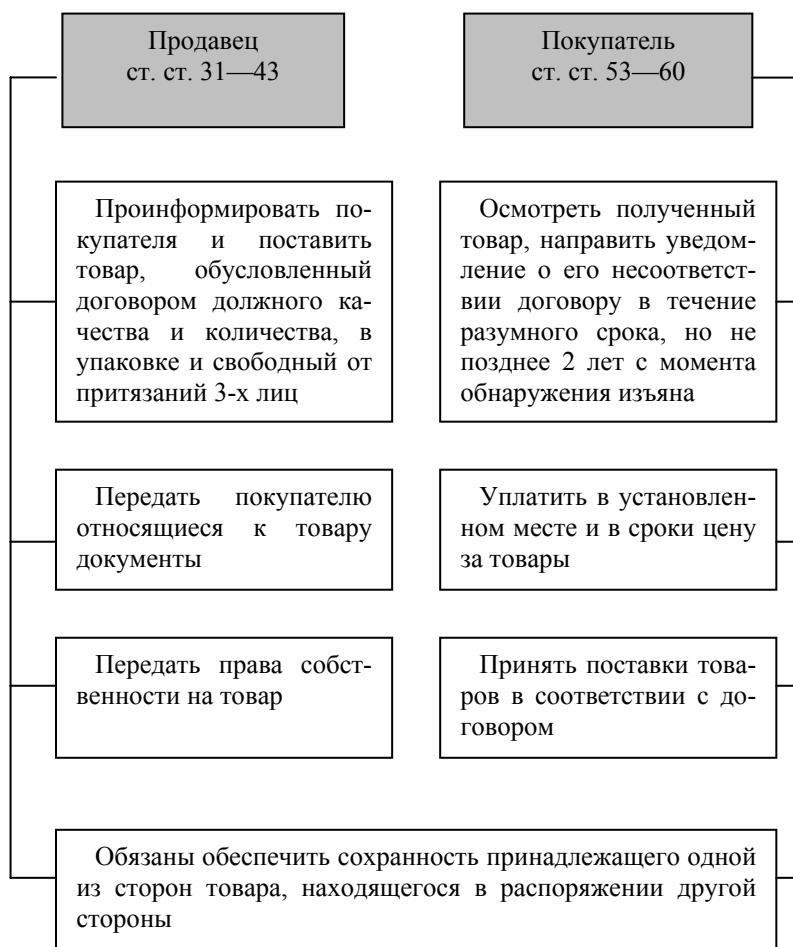 Продавец
ст. ст. 31—43
Покупатель
ст. ст. 53—60
Проинформировать по-
купателя и поставить
товар, обусловленный
договором должного ка-
чества и количества, в
упаковке и свободный от
притязаний 3-х лиц
Осмотреть полученный
товар, направить уведом-
ление о его несоответст-
вии договору в течение
разумного срока, но не
позднее 2 лет с момента
обнаружения изъяна
Передать покупателю
относящиеся к товару
документы
Уплатить в установлен-
ном месте и в сроки цену
за товары
Передать права собст-
венности на товар
Принять поставки това-
ров в соответствии с до-
говором
Обязаны обеспечить сохранность принадлежащего одной
из сторон товара, находящегося в распоряжении другой
стороны